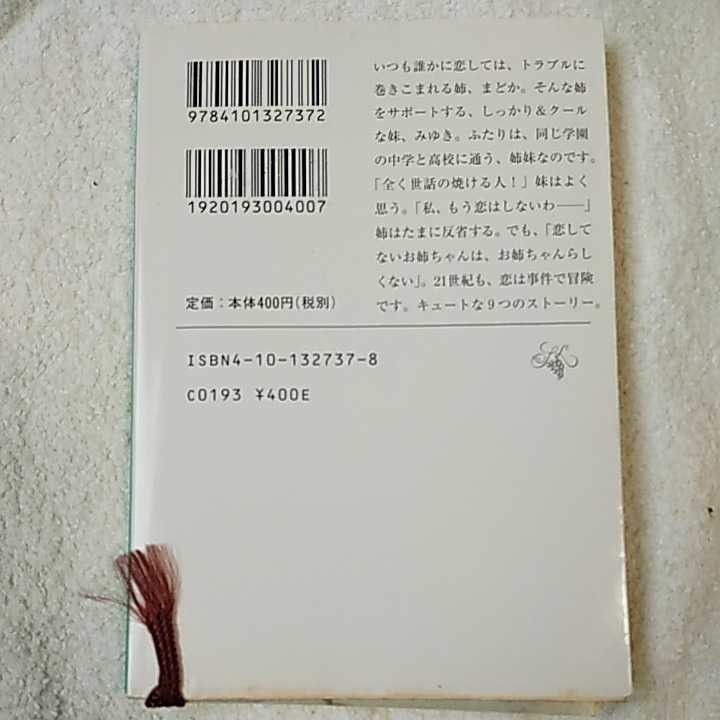 9784101327372
1920193004007
定価：本体400円(税別)
いつも誰かに恋しては、トラブルに
巻きこまれる姉、まどか。そんな姉
をサポートする、しっかり＆クール
な妹、みゆき。ふたりは、同じ学園
の中学と高校に通う、姉妹なのです。
「全く世話の焼ける人！」妹はよく
思う。「私、もう恋はしないわ――」
姉はたまに反省する。でも、「恋して
ないお姉ちゃんは、お姉ちゃんらし
くない」。21世紀も、恋は事件で冒険
です。キュートな9つのストーリー。
ISBN4-10-132737-8
C0193 ¥400E